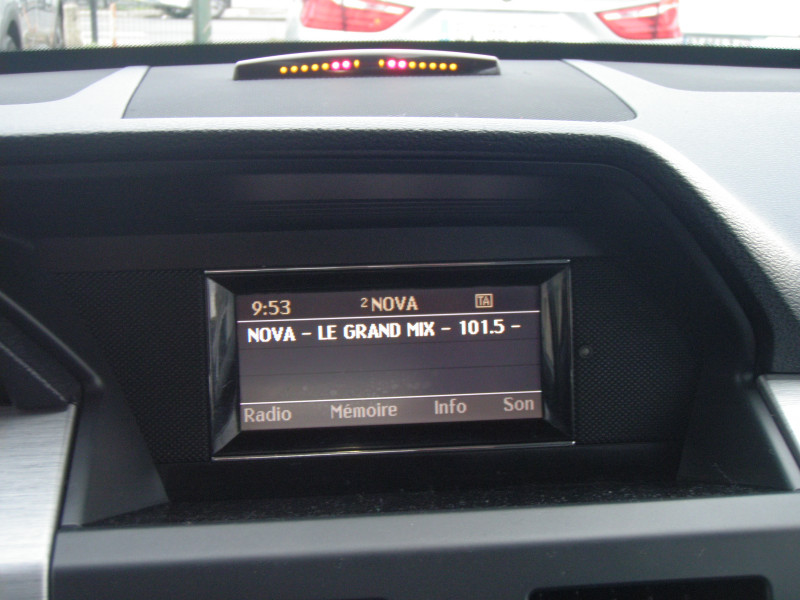 9:53 2 NOVA TA
NOVA - LE GRAND MIX - 101.5 -
Radio Mémoire Info Son